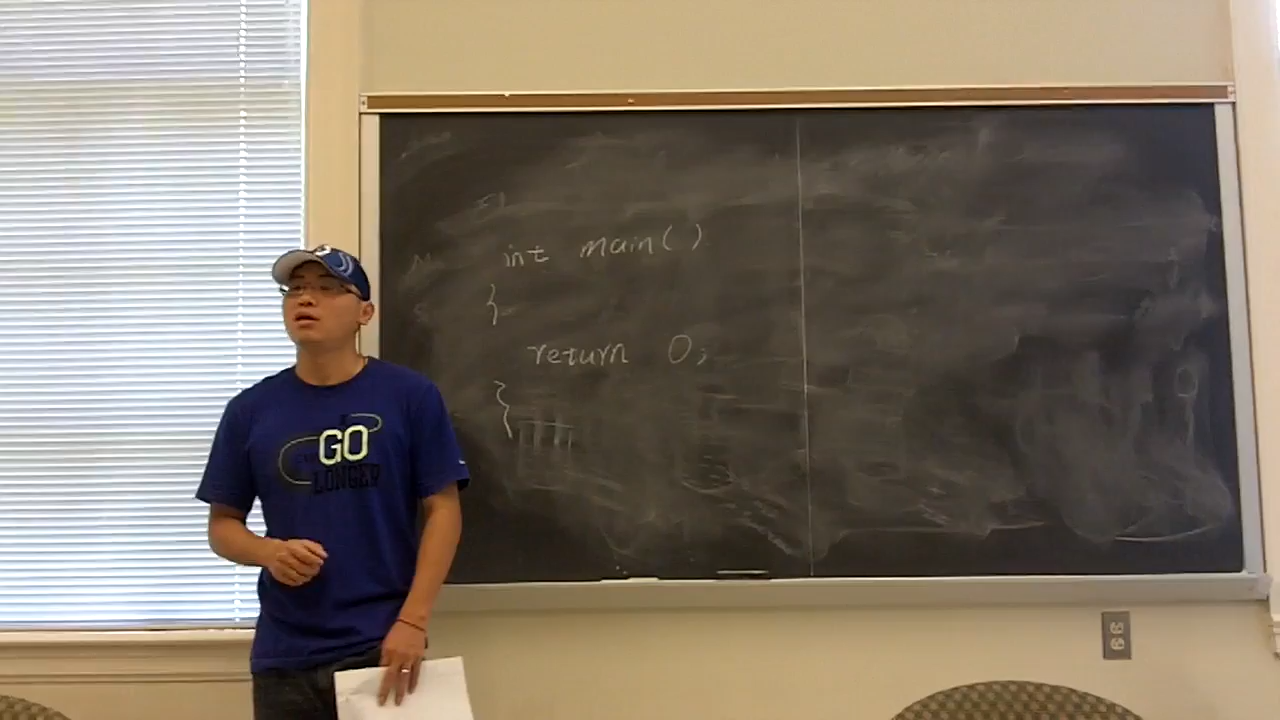 GO
LONGER
int main()
{
return 0;
{